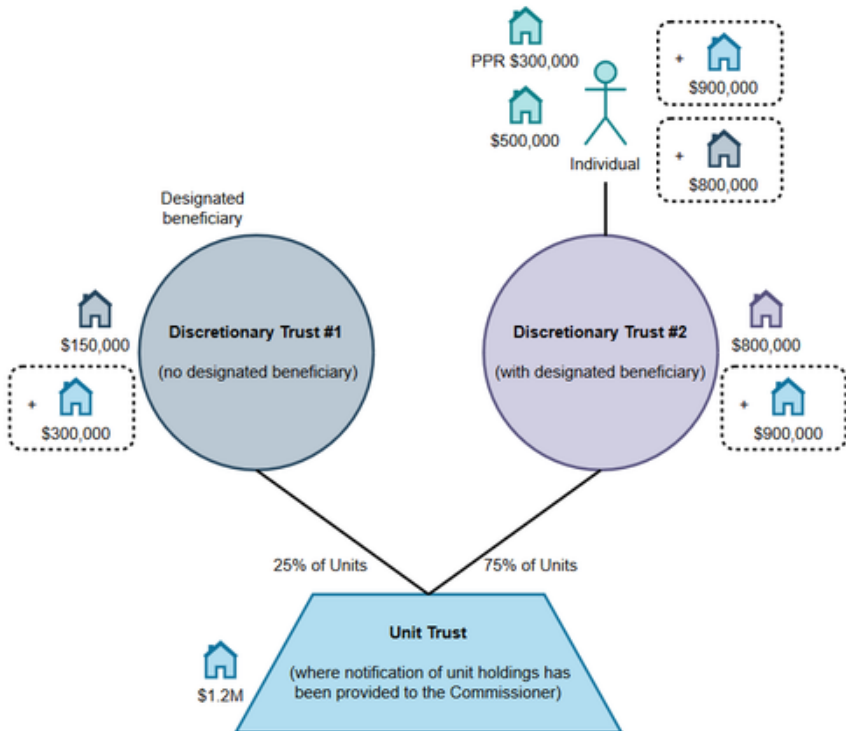 PPR $300,000
$500,000
Individual
+
$900,000
+
$800,000
Designated
beneficiary
Discretionary Trust #1
(no designated beneficiary)
$150,000
+
$300,000
Discretionary Trust #2
(with designated beneficiary)
$800,000
+
$900,000
25% of Units
75% of Units
Unit Trust
(where notification of unit holdings has
been provided to the Commissioner)
$1.2M